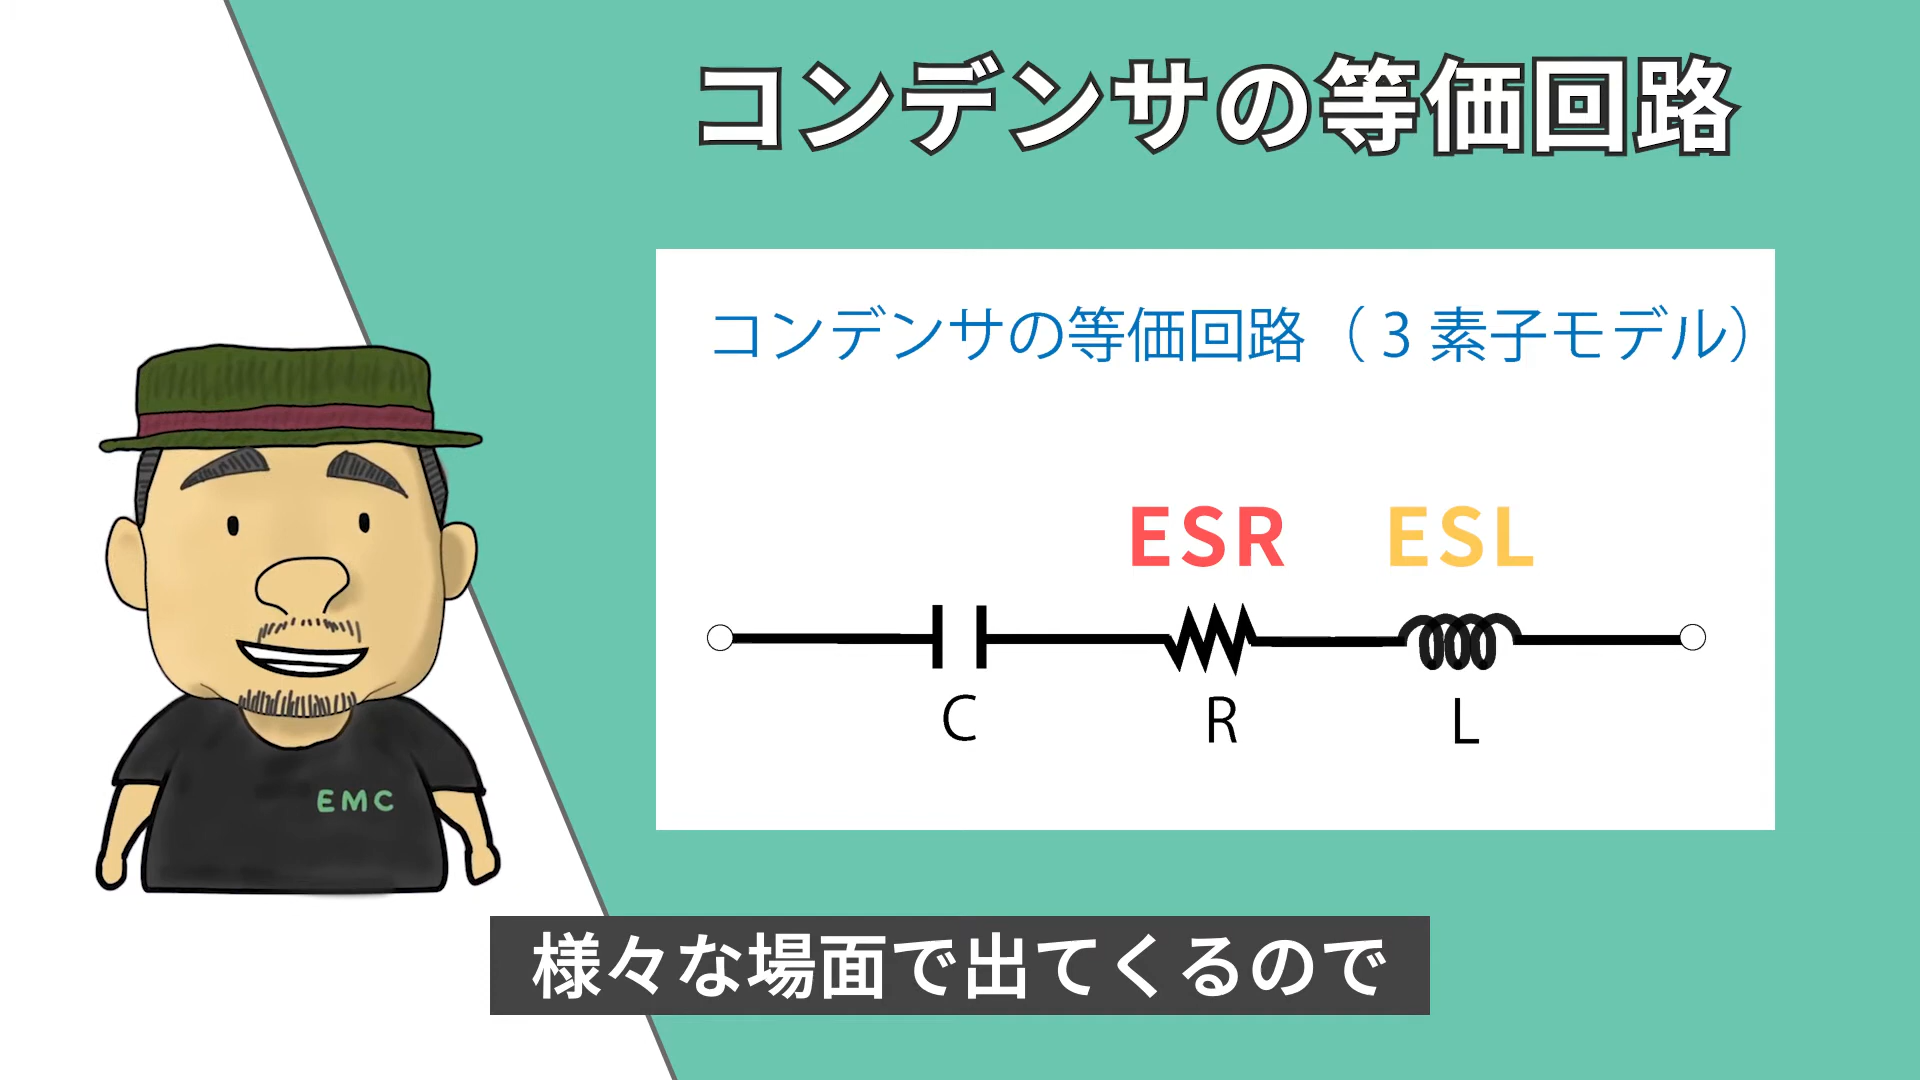 コンデンサの等価回路
コンデンサの等価回路（３素子モデル）
ESR ESL
C R L
EMC
様々な場面で出てくるので